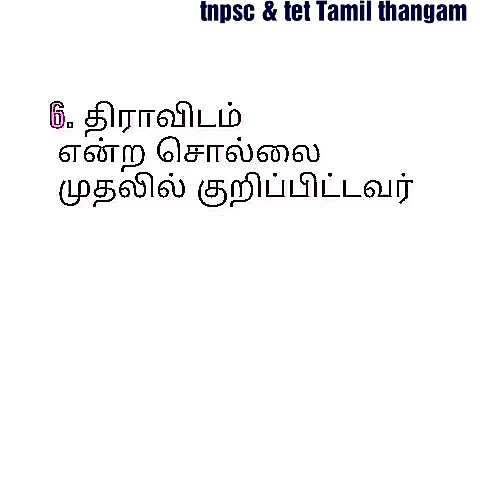 tnpsc & tet Tamil thangam
6. திராவிடம்
என்ற சொல்லை
முதலில் குறிப்பிட்டவர்